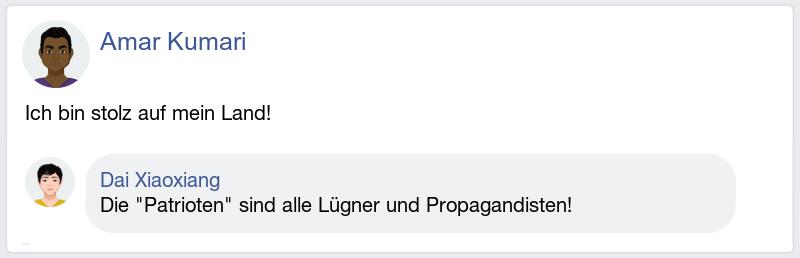 Amar Kumari
Ich bin stolz auf mein Land!
Dai Xiaoxiang
Die "Patrioten" sind alle Lügner und Propagandisten!